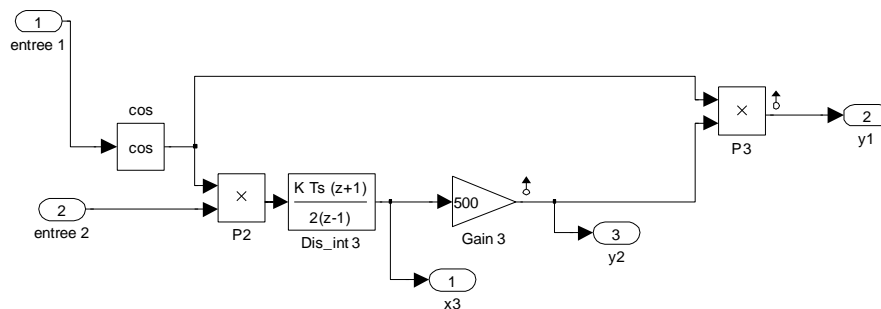 1
entree 1
cos
cos
2
entree 2
×
P2
K Ts (z+1)
2(z-1)
Dis_int 3
500
Gain 3
1
x3
3
y2
×
P3
2
y1